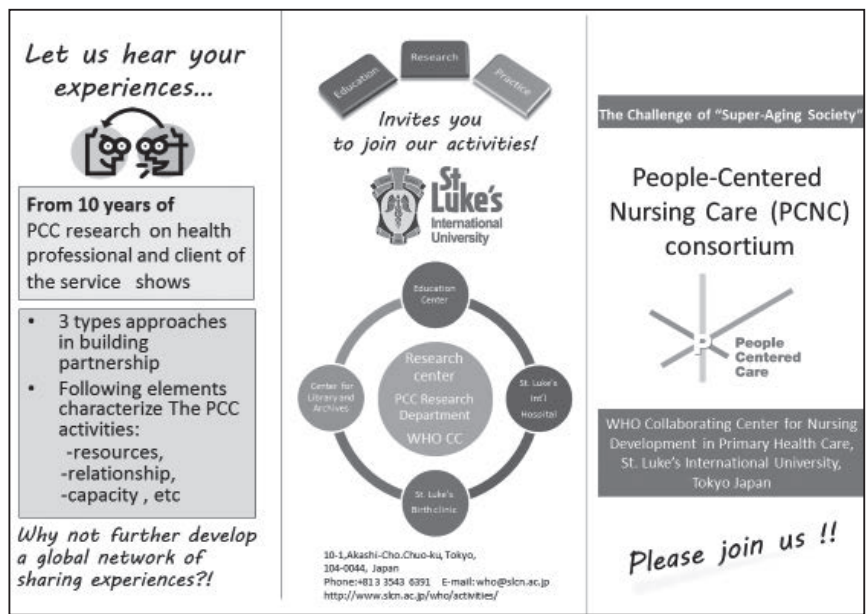 Let us hear your
experiences...
From 10 years of
PCC research on health
professional and client of
the service shows
• 3 types approaches
in building
partnership
• Following elements
characterize The PCC
activities:
-resources,
-relationship,
-capacity , etc
Why not further develop
a global network of
sharing experiences?!
Education
Research
Practice
Invites you
to join our activities!
St
Luke's
International
University
Education
Center
Center for
Library and
Archives
Research
center
PCC Research
Department
WHO CC
St. Luke's
Int'l
Hospital
St. Luke's
Birth clinic
10-1,Akashi-Cho.Chuo-ku, Tokyo,
104-0044, Japan
Phone:+813 3543 6391 E-mail: who@slcn.ac.jp
http://www.slcn.ac.jp/who/activities/
The Challenge of "Super-Aging Society"
People-Centered
Nursing Care (PCNC)
consortium
P
People
Centered
Care
WHO Collaborating Center for Nursing
Development in Primary Health Care,
St. Luke's International University,
Tokyo Japan
Please join us !!